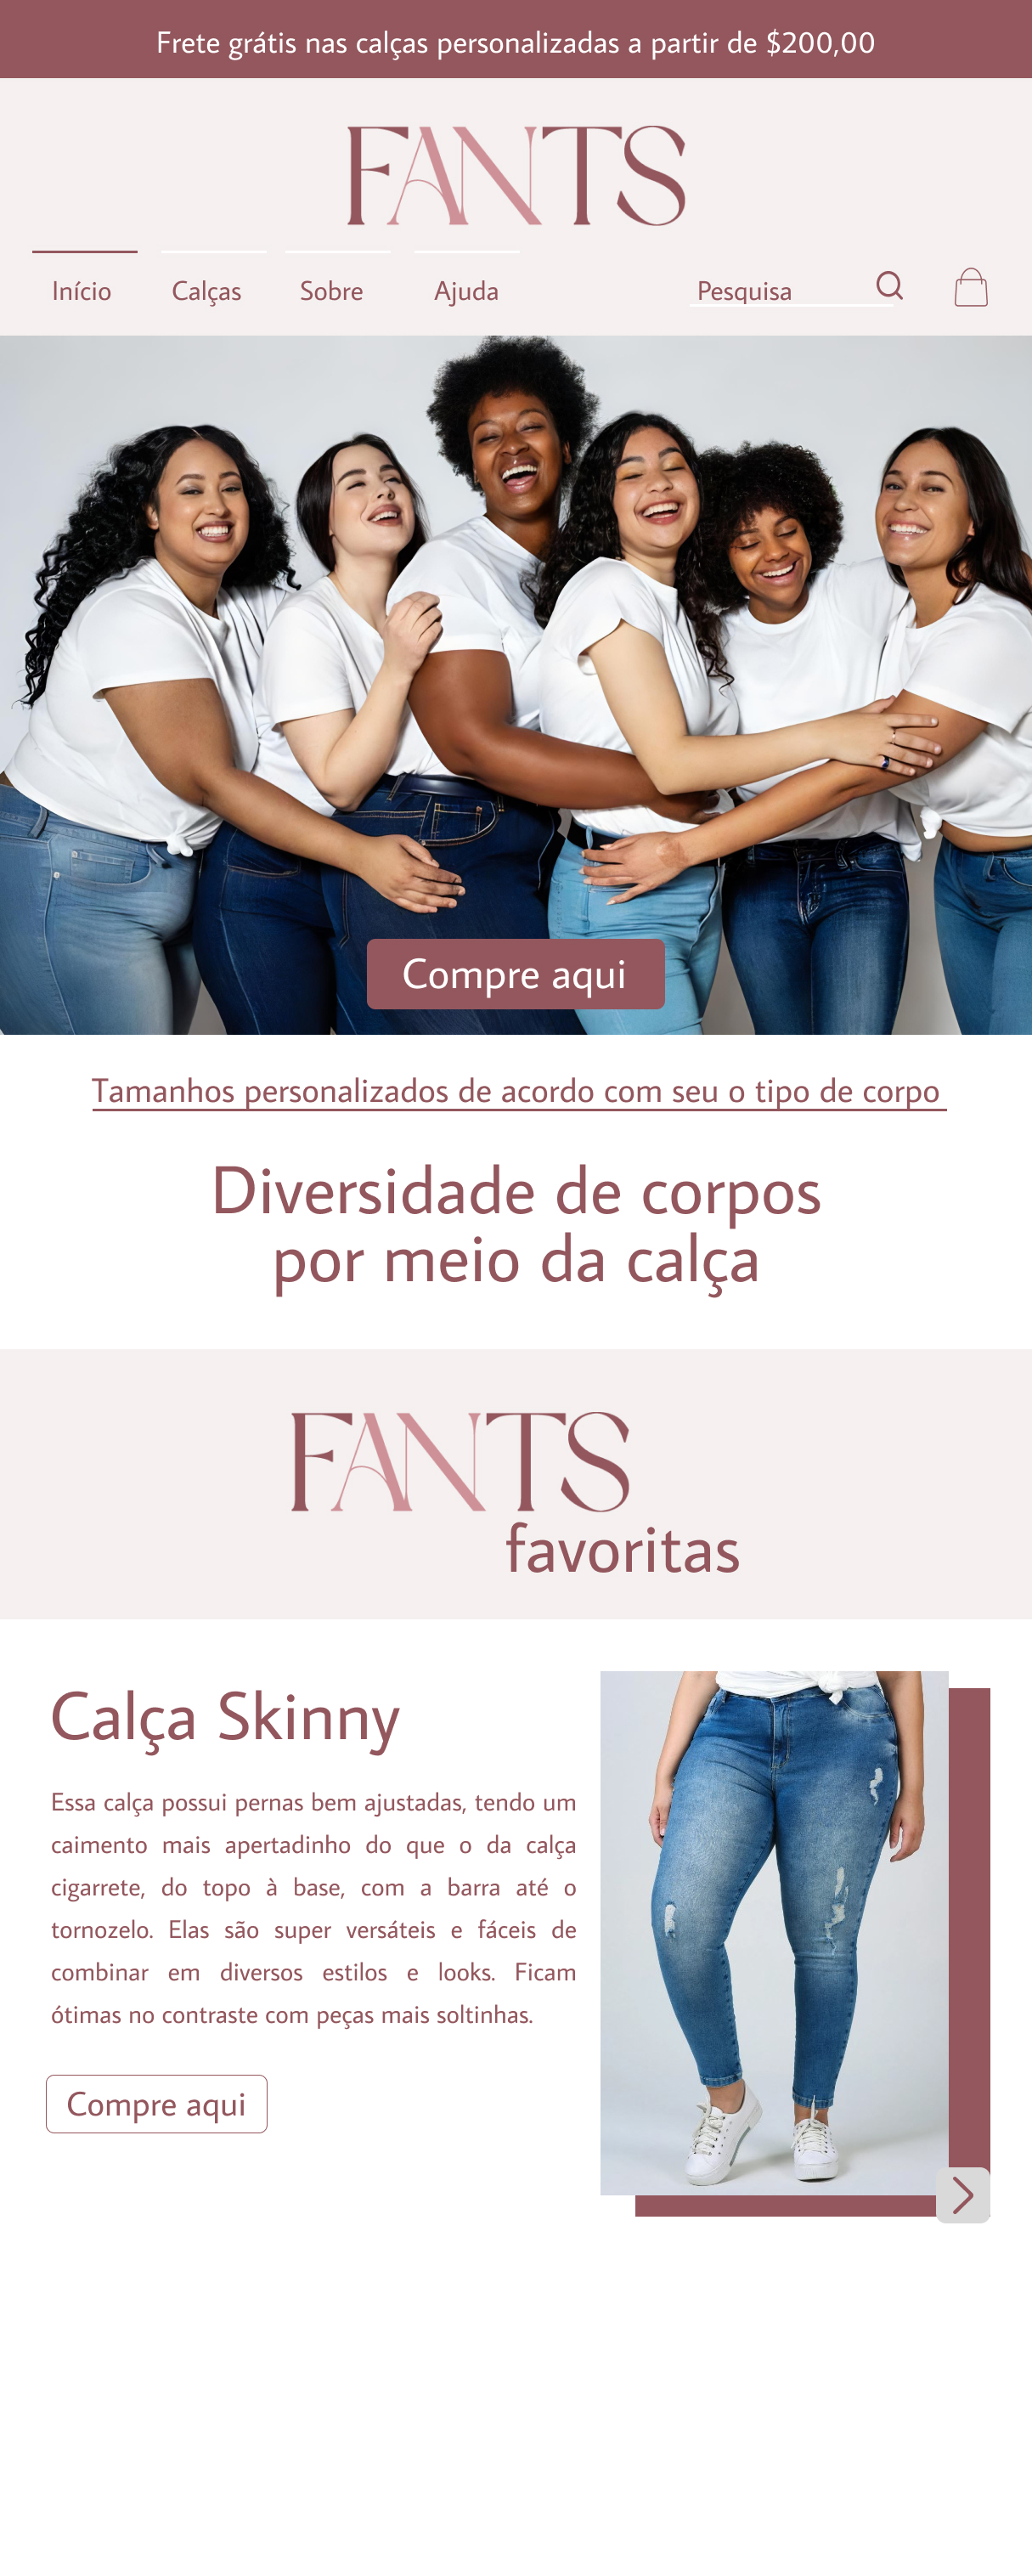 Frete grátis nas calças personalizadas a partir de $200,00
FANTS
Início Calças Sobre Ajuda Pesquisa
Compre aqui
Tamanhos personalizados de acordo com seu o tipo de corpo
Diversidade de corpos
por meio da calça
FANTS
favoritas
Calça Skinny
Essa calça possui pernas bem ajustadas, tendo um
caimento mais apertadinho do que o da calça
cigarrete, do topo à base, com a barra até o
tornozelo. Elas são super versáteis e fáceis de
combinar em diversos estilos e looks. Ficam
ótimas no contraste com peças mais soltinhas.
Compre aqui